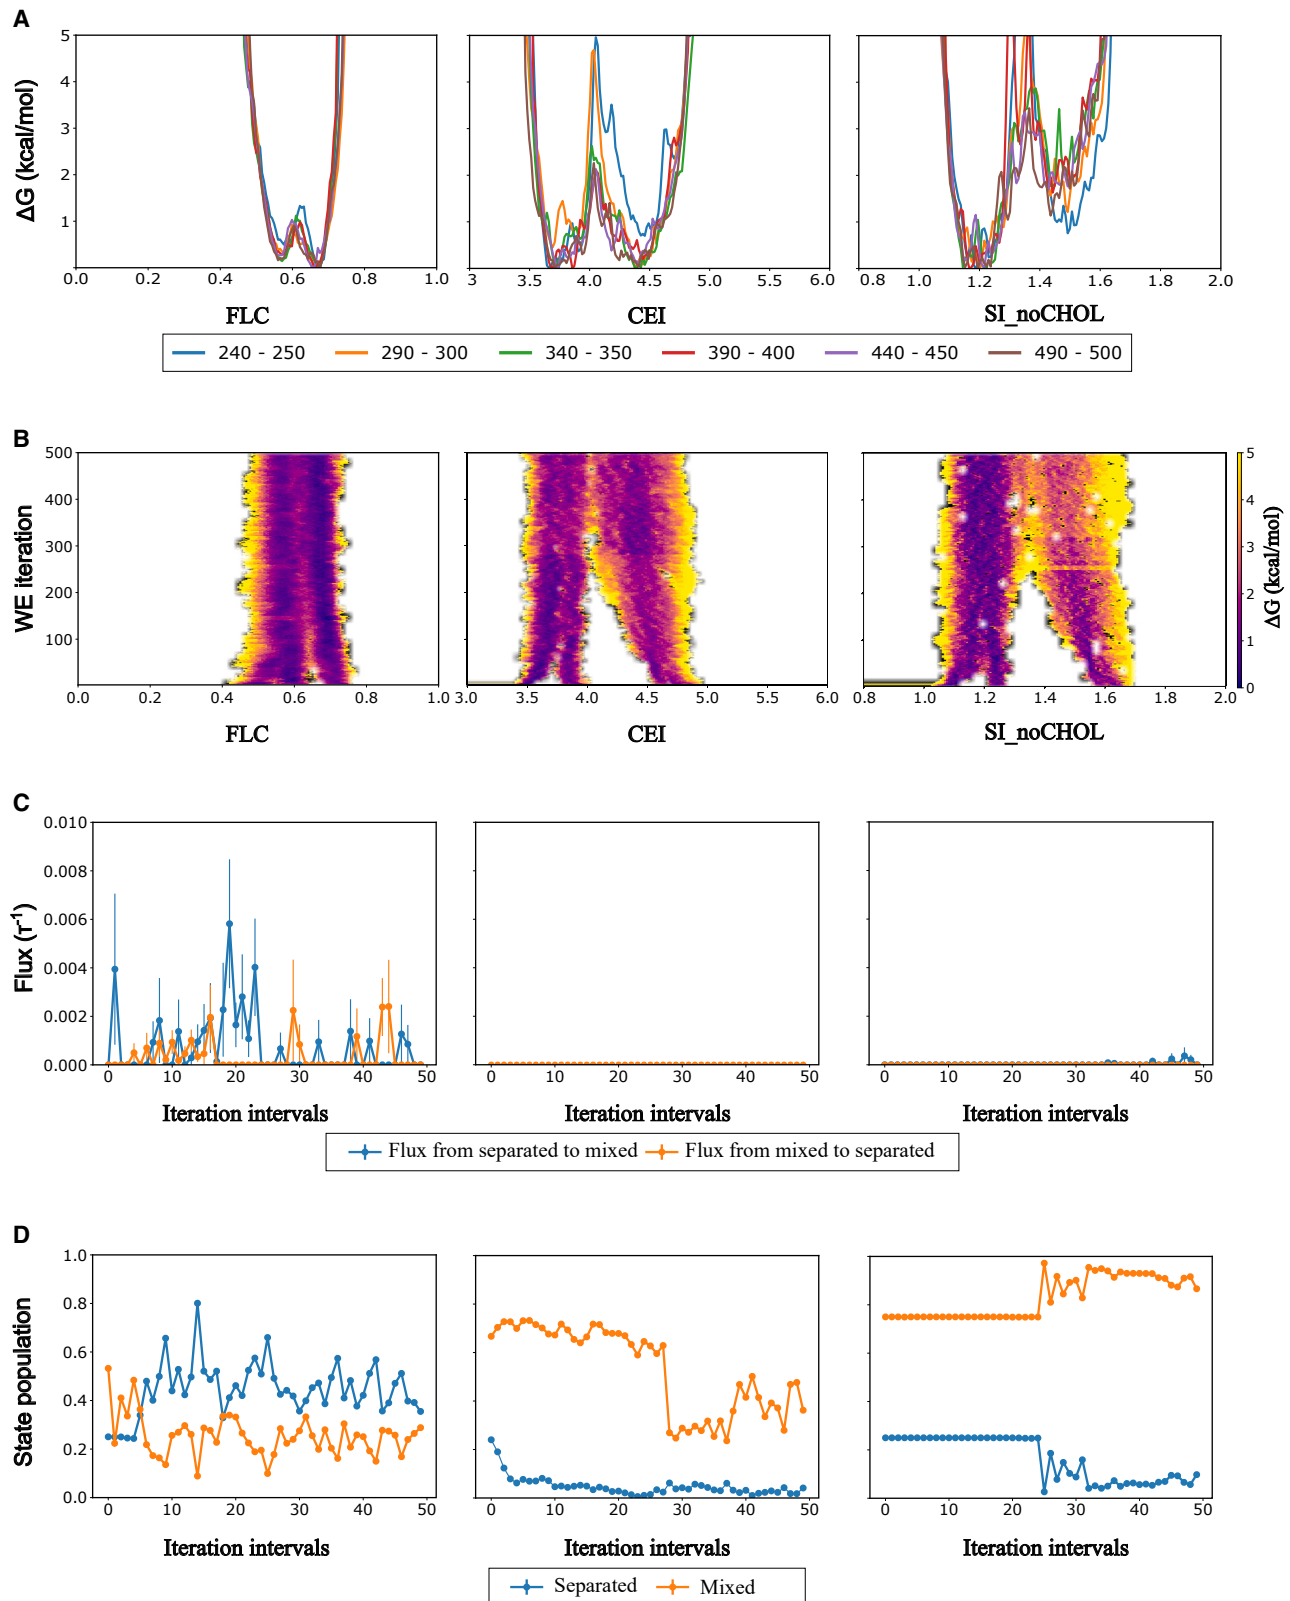 A
ΔG (kcal/mol)
5
4
3
2
1
0.0 0.2 0.4 0.6 0.8 1.0
3 3.5 4.0 4.5 5.0 5.5 6.0
0.8 1.0 1.2 1.4 1.6 1.8 2.0
FLC CEI SI_noCHOL
240 - 250 290 - 300 340 - 350 390 - 400 440 - 450 490 - 500
B
WE iteration
500
400
300
200
100
0.0 0.2 0.4 0.6 0.8 1.0
3.0 3.5 4.0 4.5 5.0 5.5 6.0
0.8 1.0 1.2 1.4 1.6 1.8 2.0
5
4
3
2
1
0
ΔG (kcal/mol)
FLC CEI SI_noCHOL
C
Flux (τ-1)
0.010
0.008
0.006
0.004
0.002
0.000
0 10 20 30 40 50
0 10 20 30 40 50
0 10 20 30 40 50
Iteration intervals Iteration intervals Iteration intervals
Flux from separated to mixed Flux from mixed to separated
D
State population
1.0
0.8
0.6
0.4
0.2
0.0
0 10 20 30 40 50
0 10 20 30 40 50
0 10 20 30 40 50
Iteration intervals Iteration intervals Iteration intervals
Separated Mixed